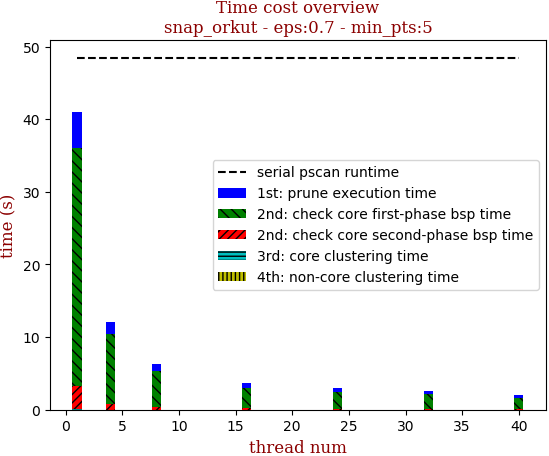 Time cost overview
snap_orkut - eps:0.7 - min_pts:5
50
40
30
20
10
0
time (s)
serial pscan runtime
1st: prune execution time
2nd: check core first-phase bsp time
2nd: check core second-phase bsp time
3rd: core clustering time
4th: non-core clustering time
0 5 10 15 20 25 30 35 40
thread num